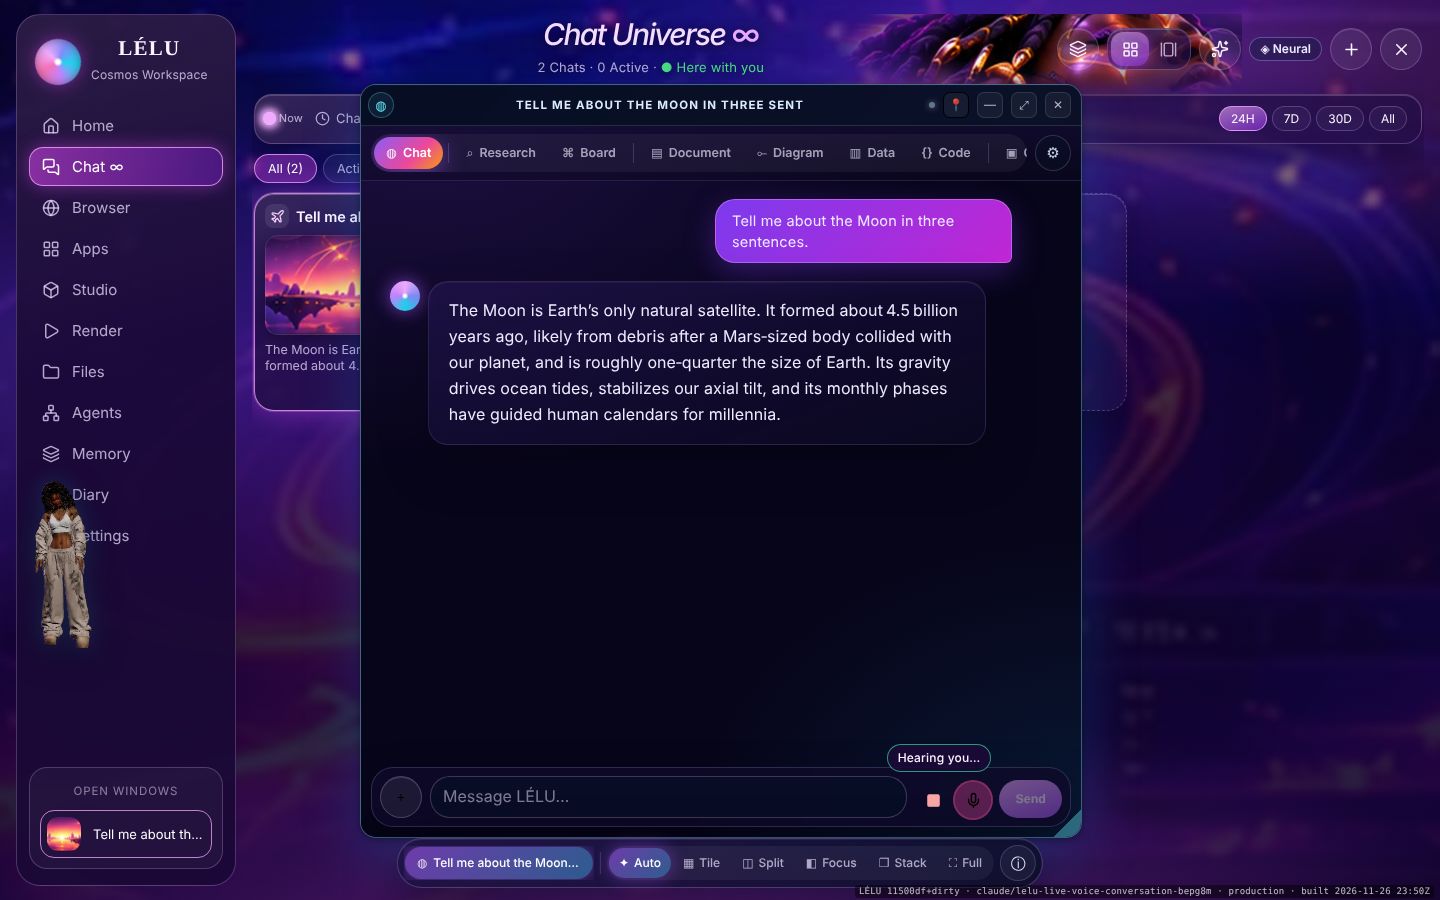 LÉLU
Cosmos Workspace
Home
Chat ∞
Browser
Apps
Studio
Render
Files
Agents
Memory
Diary
ettings
OPEN WINDOWS
Tell me about th...
Chat Universe ∞
2 Chats · 0 Active · ● Here with you
◈ Neural
Now
Cha
24H 7D 30D All
All (2) Acti
Tell me al
The Moon is Ear
formed about 4.
TELL ME ABOUT THE MOON IN THREE SENT
Chat Research ⌘ Board Document Diagram Data {} Code
Tell me about the Moon in three
sentences.
The Moon is Earth’s only natural satellite. It formed about 4.5 billion
years ago, likely from debris after a Mars‑sized body collided with
our planet, and is roughly one‑quarter the size of Earth. Its gravity
drives ocean tides, stabilizes our axial tilt, and its monthly phases
have guided human calendars for millennia.
Hearing you...
Message LÉLU...
Send
Tell me about the Moon... Auto Tile Split Focus Stack Full
LÉLU 11500df+dirty · claude/lelu-live-voice-conversation-bepg8m · production · built 2026-11-26 23:50Z